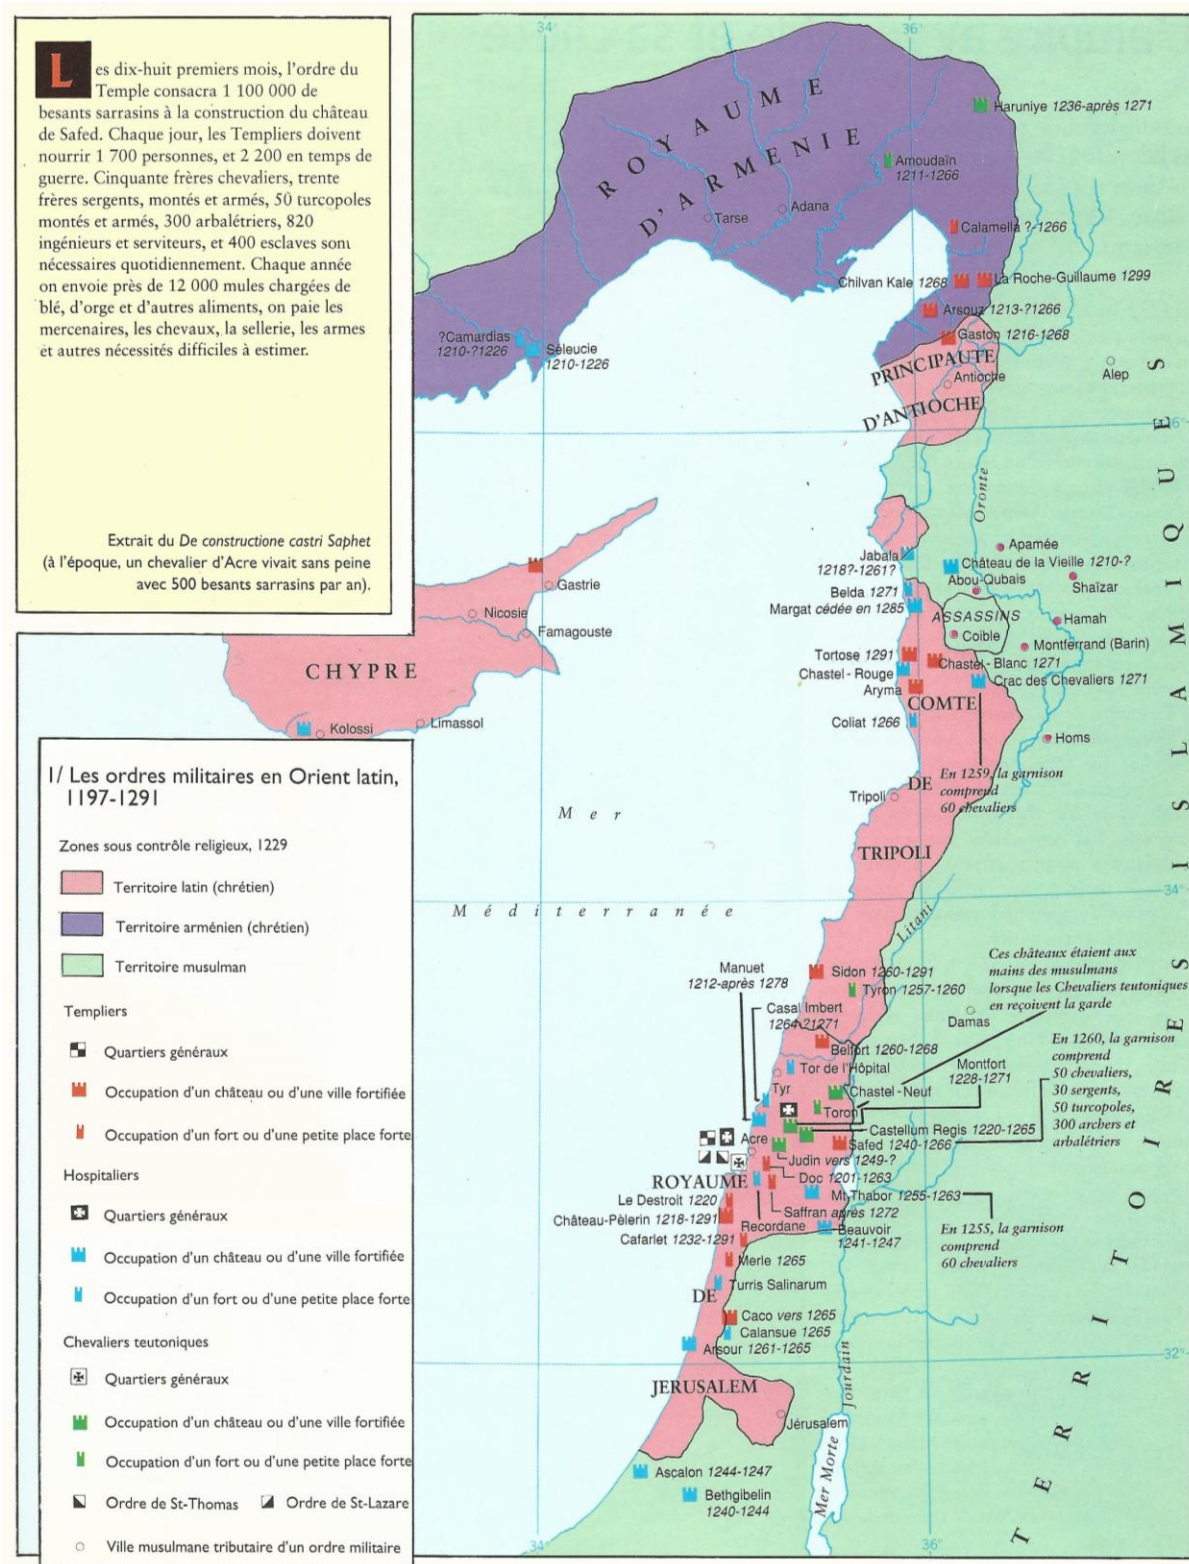 Les dix-huit premiers mois, l'ordre du
Temple consacra 1 100 000 de
besants sarrasins à la construction du château
de Safed. Chaque jour, les Templiers doivent
nourrir 1 700 personnes, et 2 200 en temps de
guerre. Cinquante frères chevaliers, trente
frères sergents, montés et armés, 50 turcopoles
montés et armés, 300 arbalétriers, 820
ingénieurs et serviteurs, et 400 esclaves sont
nécessaires quotidiennement. Chaque année
on envoie près de 12 000 mules chargées de
blé, d'orge et d'autres aliments, on paie les
mercenaires, les chevaux, la sellerie, les armes
et autres nécessités difficiles à estimer.
Extrait du De constructione castri Saphet
(à l'époque, un chevalier d'Acre vivait sans peine
avec 500 besants sarrasins par an).
34°
36°
ROYAUME
D'ARMENIE
Haruniye 1236-après 1271
Amoudaïn
1211-1266
Tarse
Adana
Calamella ?-1266
Chilvan Kale 1268
La Roche-Guillaume 1299
Arsouz 1213-?1266
Gaston 1216-1268
?Camardias
1210-?1226
Séleucie
1210-1226
PRINCIPAUTE
Antioche
D'ANTIOCHE
Alep
36°
Oronte
Apamée
Jabala
1218?-1261?
Château de la Vieille 1210-?
Abou-Qubais
Shaïzar
Belda 1271
Margat cédée en 1285
ASSASSINS
Coible
Hamah
Montferrand (Barin)
Tortose 1291
Chastel-Blanc 1271
Chastel-Rouge
Crac des Chevaliers 1271
Aryma
COMTE
Coliat 1266
Homs
En 1259, la garnison
comprend
60 chevaliers
DE
Tripoli
TRIPOLI
Gastrie
Nicosie
Famagouste
CHYPRE
Kolossi
Limassol
Mer
Méditerranée
34°
Litani
TERRITOIRES ISLAMIQUES
Manuet
1212-après 1278
Sidon 1260-1291
Tyron 1257-1260
Ces châteaux étaient aux
mains des musulmans
lorsque les Chevaliers teutoniques
en reçoivent la garde
Damas
Casal Imbert
1264-?1271
Belfort 1260-1268
En 1260, la garnison
comprend
50 chevaliers,
30 sergents,
50 turcopoles,
300 archers et
arbalétriers
Tor de l'Hôpital
Montfort
1228-1271
Tyr
Chastel-Neuf
Toron
Castellum Regis 1220-1265
Acre
Safed 1240-1266
Judin vers 1249-?
ROYAUME
Doc 1201-1263
Mt Thabor 1255-1263
Le Destroit 1220
Saffran après 1272
Château-Pèlerin 1218-1291
Recordane
Beauvoir
1241-1247
En 1255, la garnison
comprend
60 chevaliers
Cafarlet 1232-1291
Merle 1265
Turris Salinarum
DE
Caco vers 1265
Calansue 1265
Arsour 1261-1265
32°
Jourdain
JERUSALEM
Jérusalem
Mer Morte
Ascalon 1244-1247
Bethgibelin
1240-1244
34°
36°
1/ Les ordres militaires en Orient latin,
1197-1291
Zones sous contrôle religieux, 1229
Territoire latin (chrétien)
Territoire arménien (chrétien)
Territoire musulman
Templiers
Quartiers généraux
Occupation d'un château ou d'une ville fortifiée
Occupation d'un fort ou d'une petite place forte
Hospitaliers
Quartiers généraux
Occupation d'un château ou d'une ville fortifiée
Occupation d'un fort ou d'une petite place forte
Chevaliers teutoniques
Quartiers généraux
Occupation d'un château ou d'une ville fortifiée
Occupation d'un fort ou d'une petite place forte
Ordre de St-Thomas
Ordre de St-Lazare
Ville musulmane tributaire d'un ordre militaire